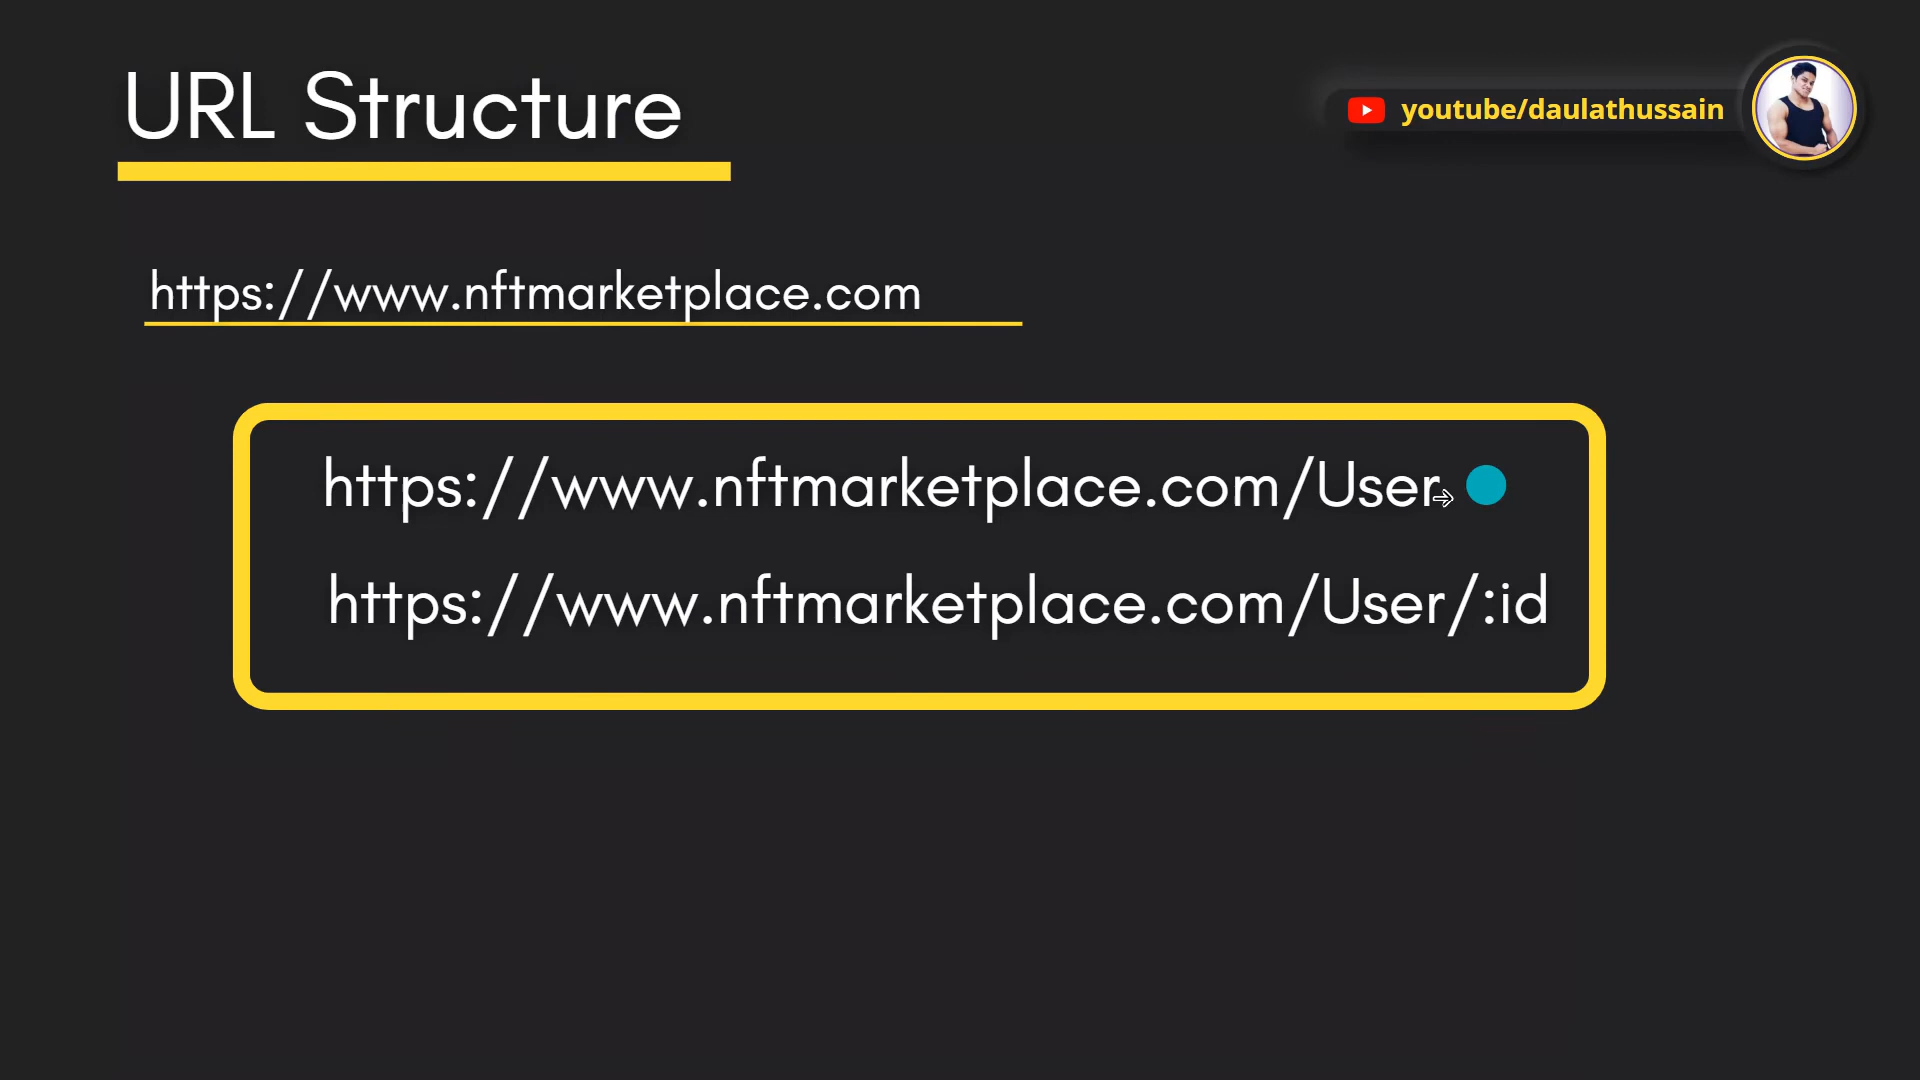 URL Structure
youtube/daulathussain
https://www.nftmarketplace.com
https://www.nftmarketplace.com/User
https://www.nftmarketplace.com/User/:id